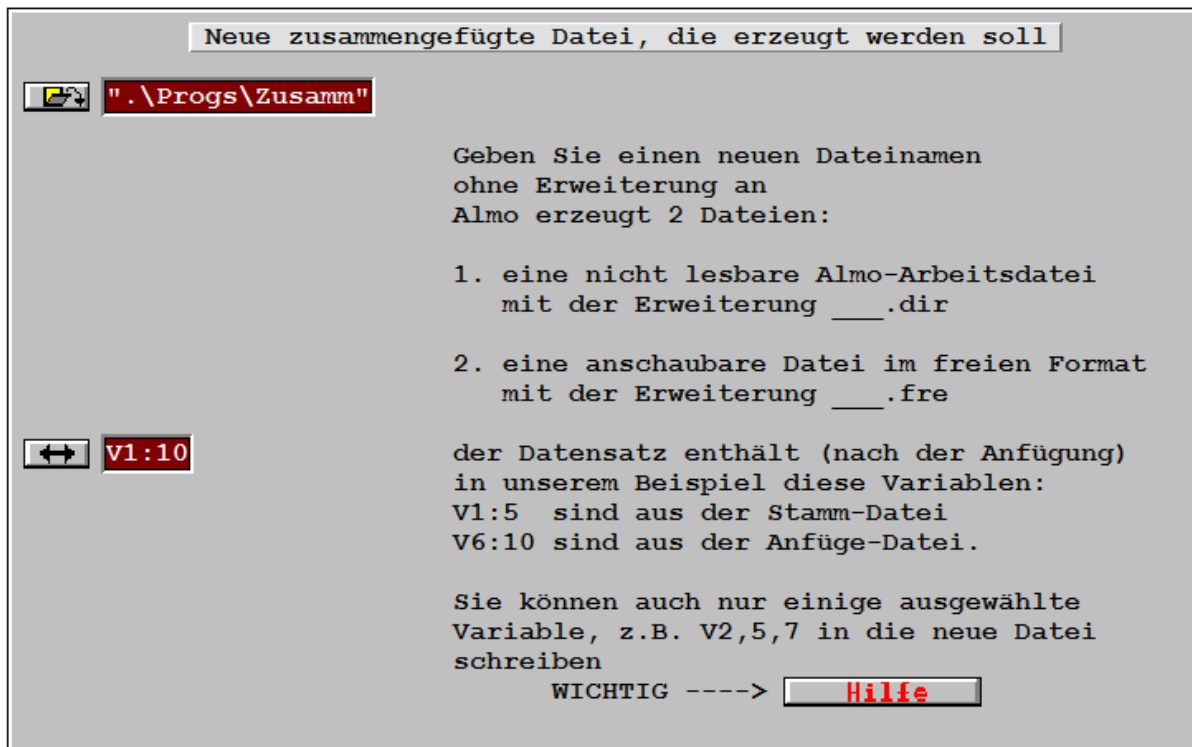 Neue zusammengefügte Datei, die erzeugt werden soll
".\Progs\Zusamm"
Geben Sie einen neuen Dateinamen
ohne Erweiterung an
Almo erzeugt 2 Dateien:
1. eine nicht lesbare Almo-Arbeitsdatei
mit der Erweiterung ___.dir
2. eine anschaubare Datei im freien Format
mit der Erweiterung ___.fre
V1:10 der Datensatz enthält (nach der Anfügung)
in unserem Beispiel diese Variablen:
V1:5 sind aus der Stamm-Datei
V6:10 sind aus der Anfüge-Datei.
Sie können auch nur einige ausgewählte
Variable, z.B. V2,5,7 in die neue Datei
schreiben
WICHTIG ----> Hilfe